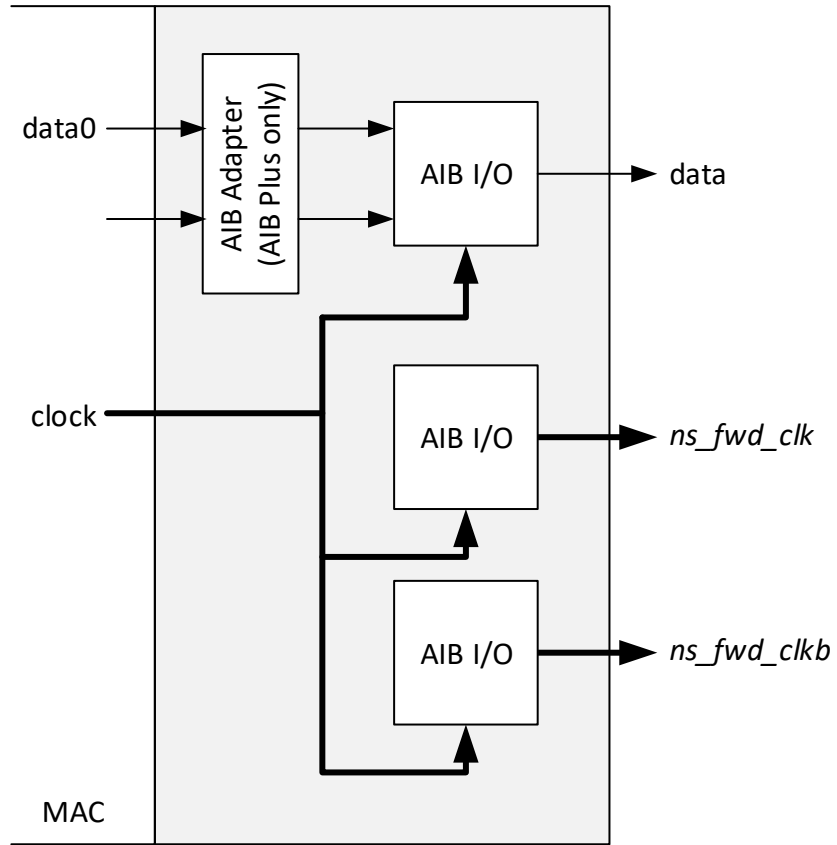 data0
AIB Adapter
(AIB Plus only)
AIB I/O
data
clock
AIB I/O
ns_fwd_clk
AIB I/O
ns_fwd_clkb
MAC